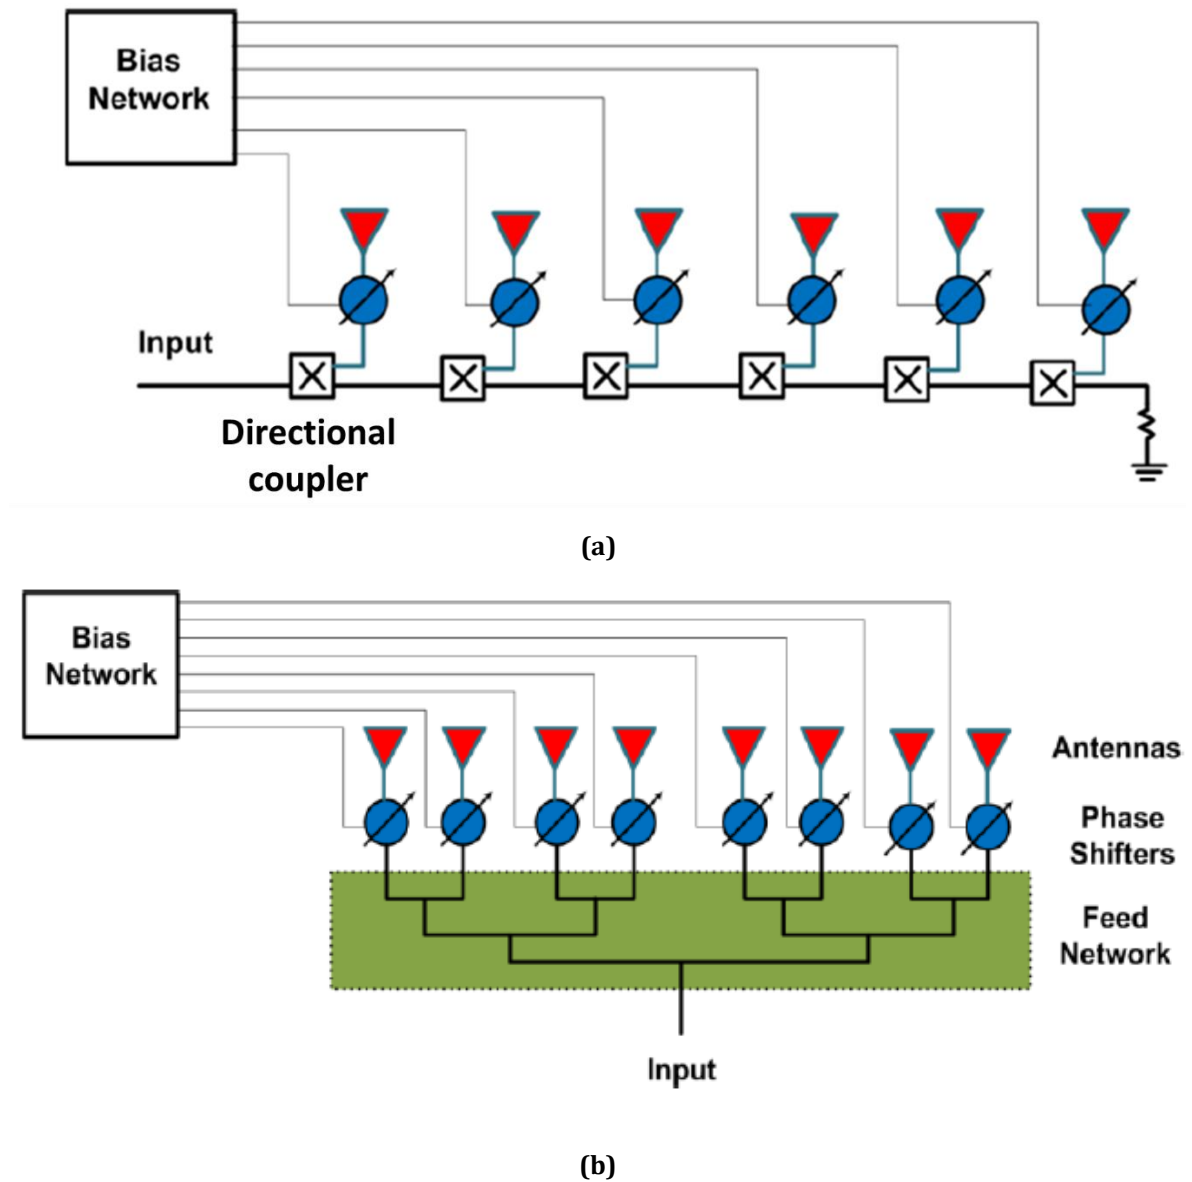 Bias
Network
Input
Directional
coupler
(a)
Bias
Network
Antennas
Phase
Shifters
Feed
Network
Input
(b)